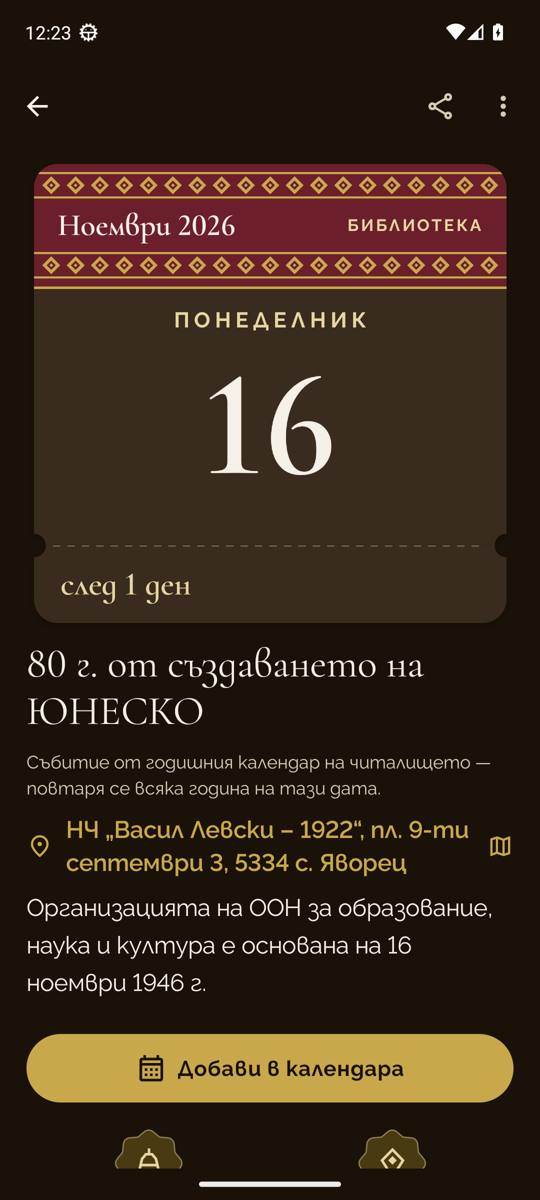 12:23
Ноември 2026
БИБЛИОТЕКА
ПОНЕДЕЛНИК
16
след 1 ден
80 г. от създаването на
ЮНЕСКО
Събитие от годишния календар на читалището —
повтаря се всяка година на тази дата.
НЧ „Васил Левски – 1922“, пл. 9-ти
септември 3, 5334 с. Яворец
Организацията на ООН за образование,
наука и култура е основана на 16
ноември 1946 г.
Добави в календара